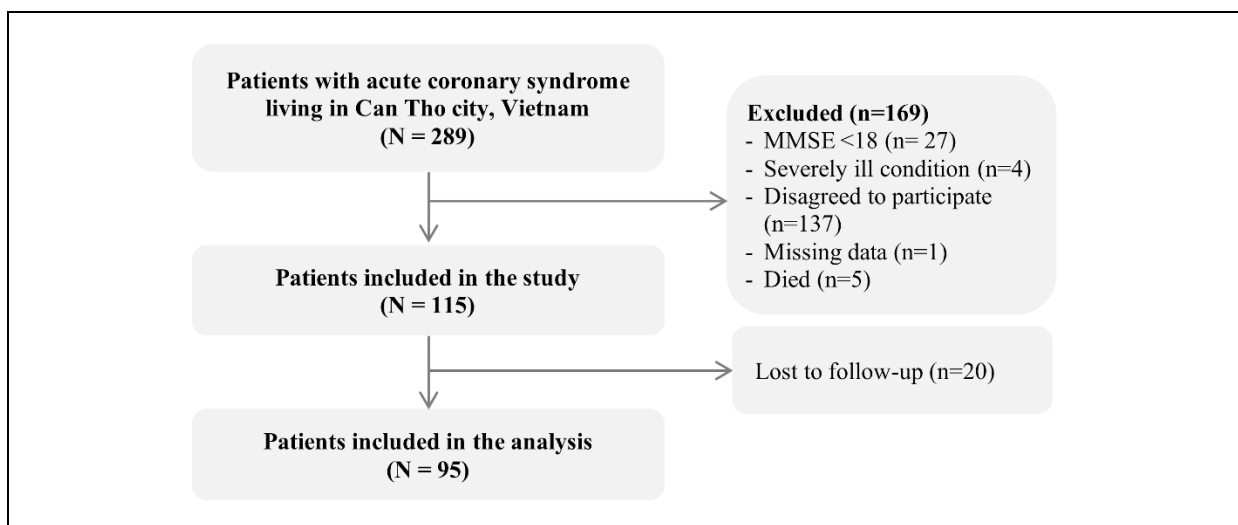 Patients with acute coronary syndrome
living in Can Tho city, Vietnam
(N = 289)
Excluded (n=169)
- MMSE <18 (n= 27)
- Severely ill condition (n=4)
- Disagreed to participate
(n=137)
- Missing data (n=1)
- Died (n=5)
Patients included in the study
(N = 115)
Lost to follow-up (n=20)
Patients included in the analysis
(N = 95)